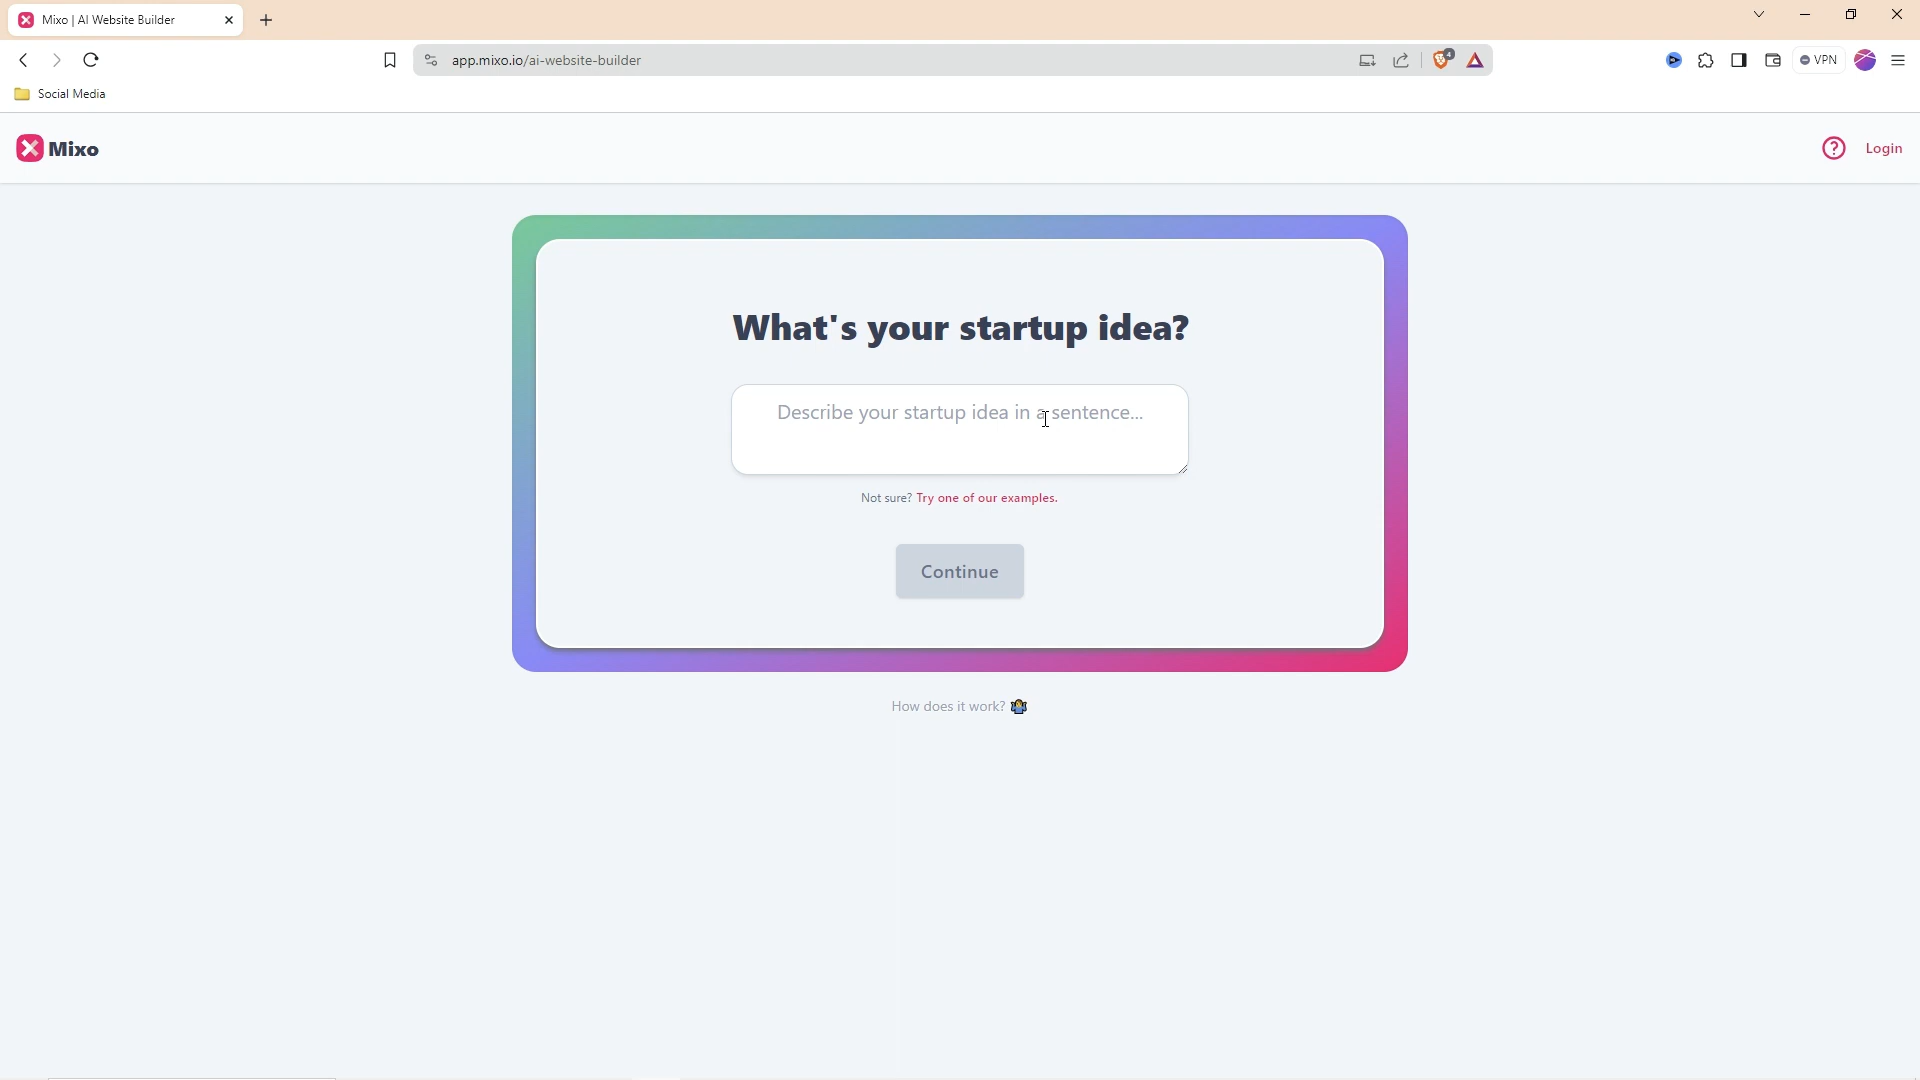 Mixo | AI Website Builder
app.mixo.io/ai-website-builder
4
VPN
Social Media
Mixo
Login
What's your startup idea?
Describe your startup idea in a sentence...
Not sure? Try one of our examples.
Continue
How does it work?